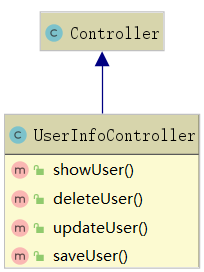 C Controller
C UserInfoController
m showUser()
m deleteUser()
m updateUser()
m saveUser()